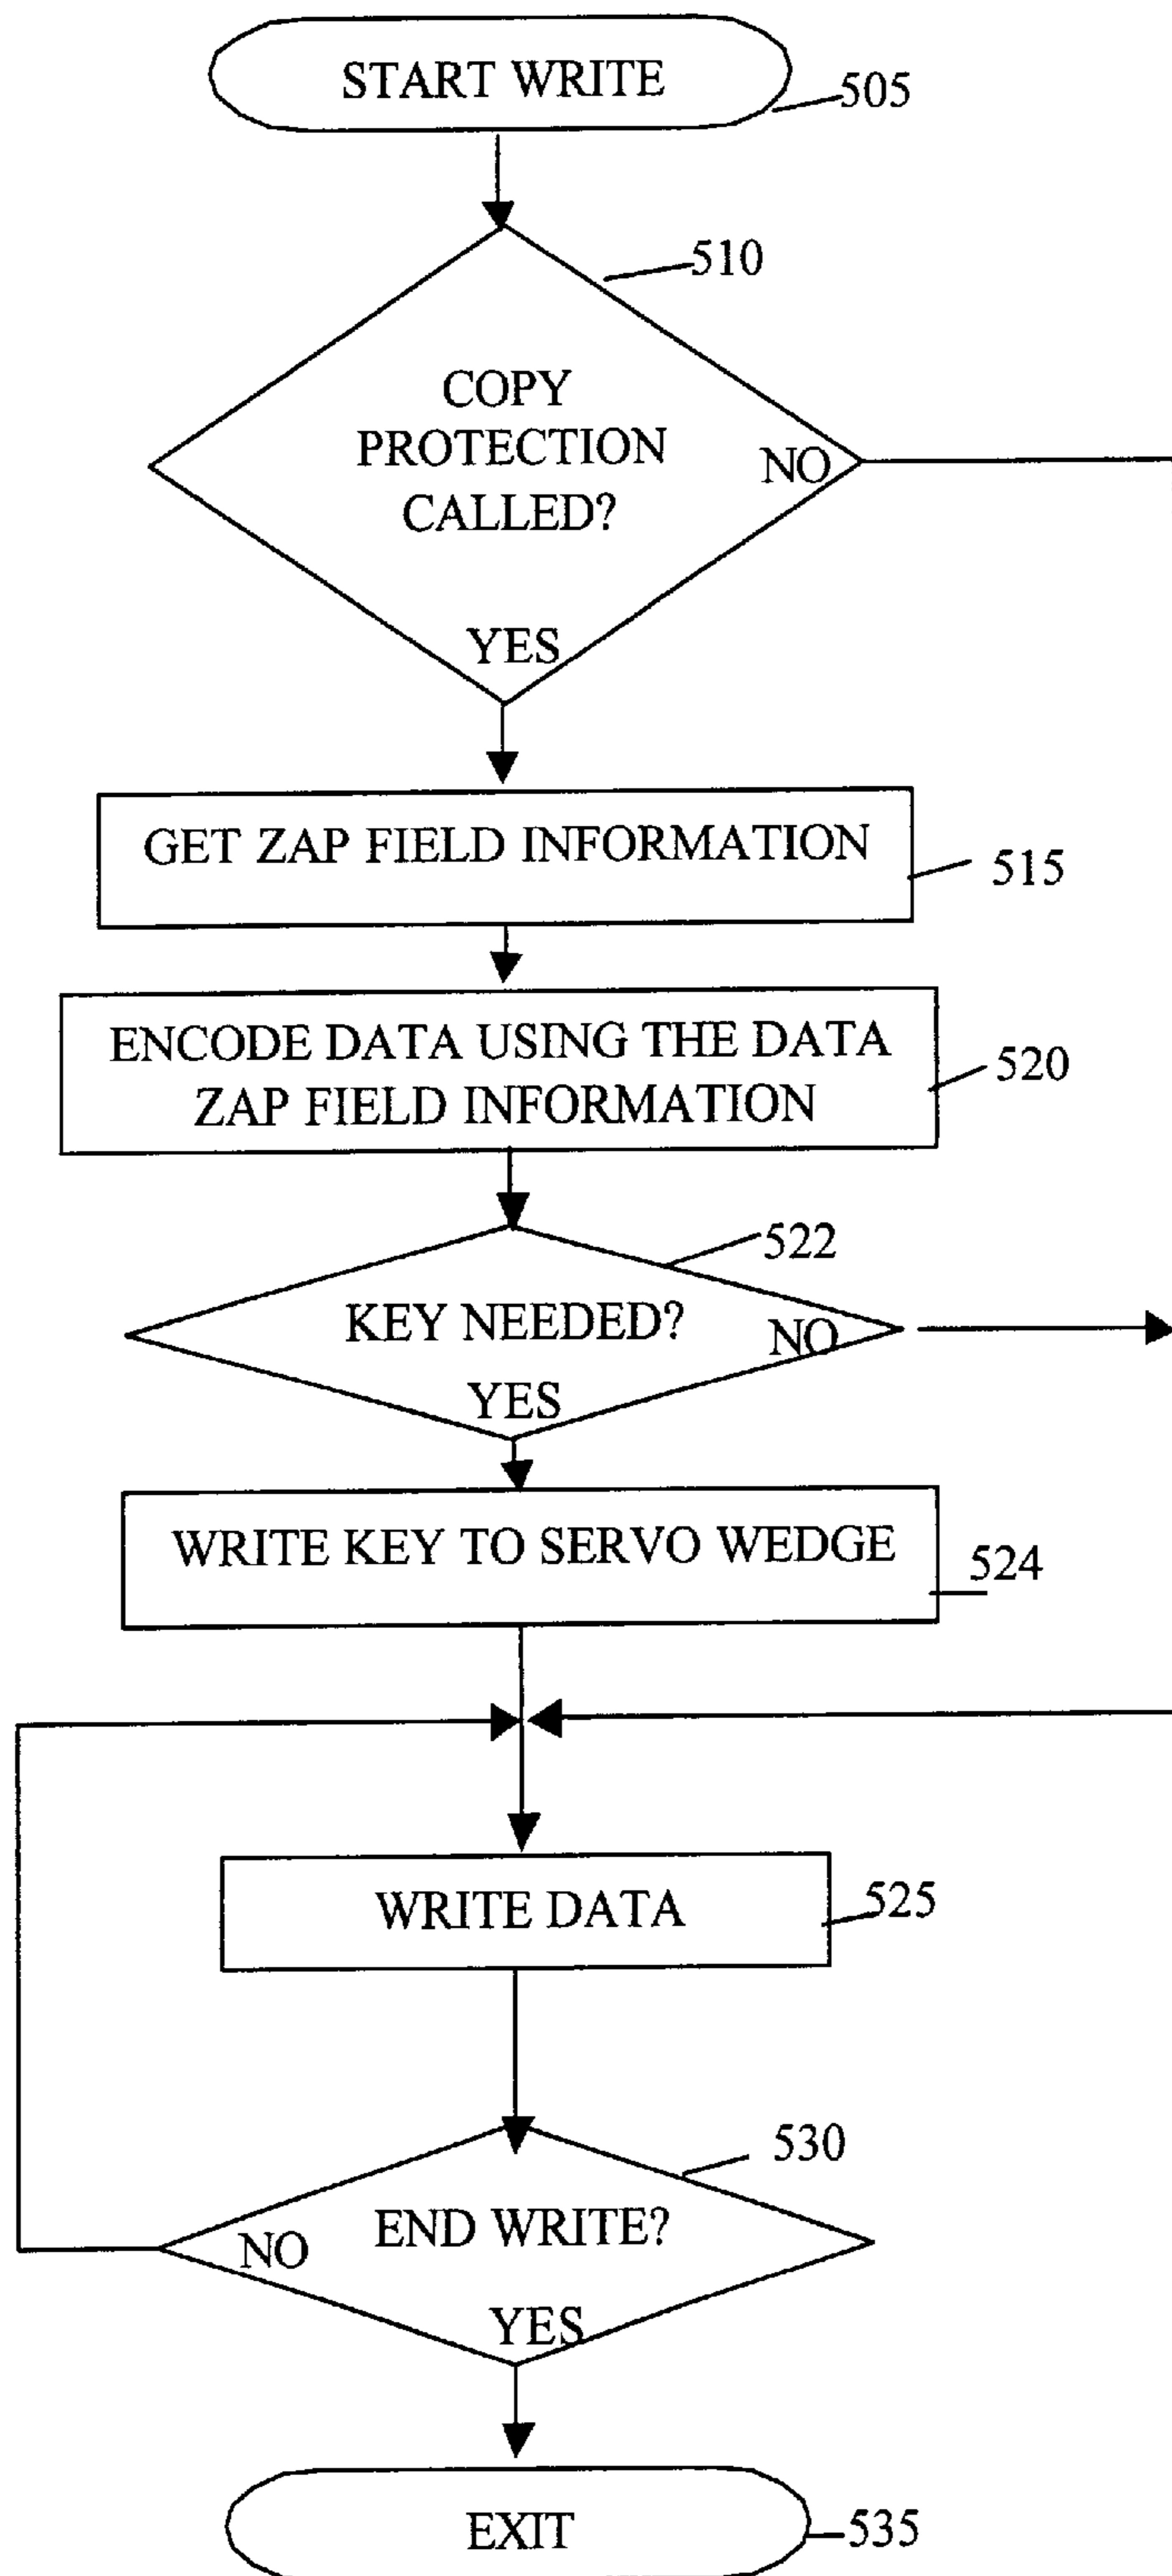 START WRITE
505
510
COPY
PROTECTION
CALLED?
NO
YES
GET ZAP FIELD INFORMATION
515
ENCODE DATA USING THE DATA
ZAP FIELD INFORMATION
520
522
KEY NEEDED?
NO
YES
WRITE KEY TO SERVO WEDGE
524
WRITE DATA
525
530
END WRITE?
NO
YES
EXIT
535